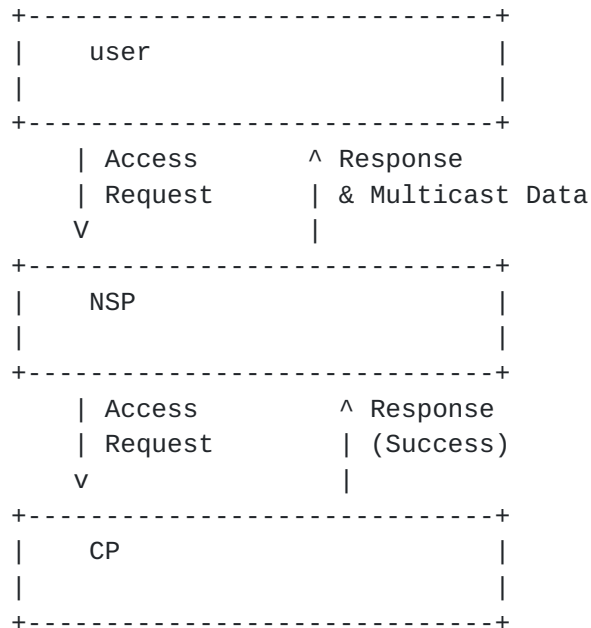 +------------------------------+
|    user                      |
|                              |
+------------------------------+
    | Access       ^ Response
    | Request      | & Multicast Data
    V              |
+------------------------------+
|    NSP                       |
|                              |
+------------------------------+
    | Access         ^ Response
    | Request        | (Success)
    v                |
+------------------------------+
|    CP                        |
|                              |
+------------------------------+